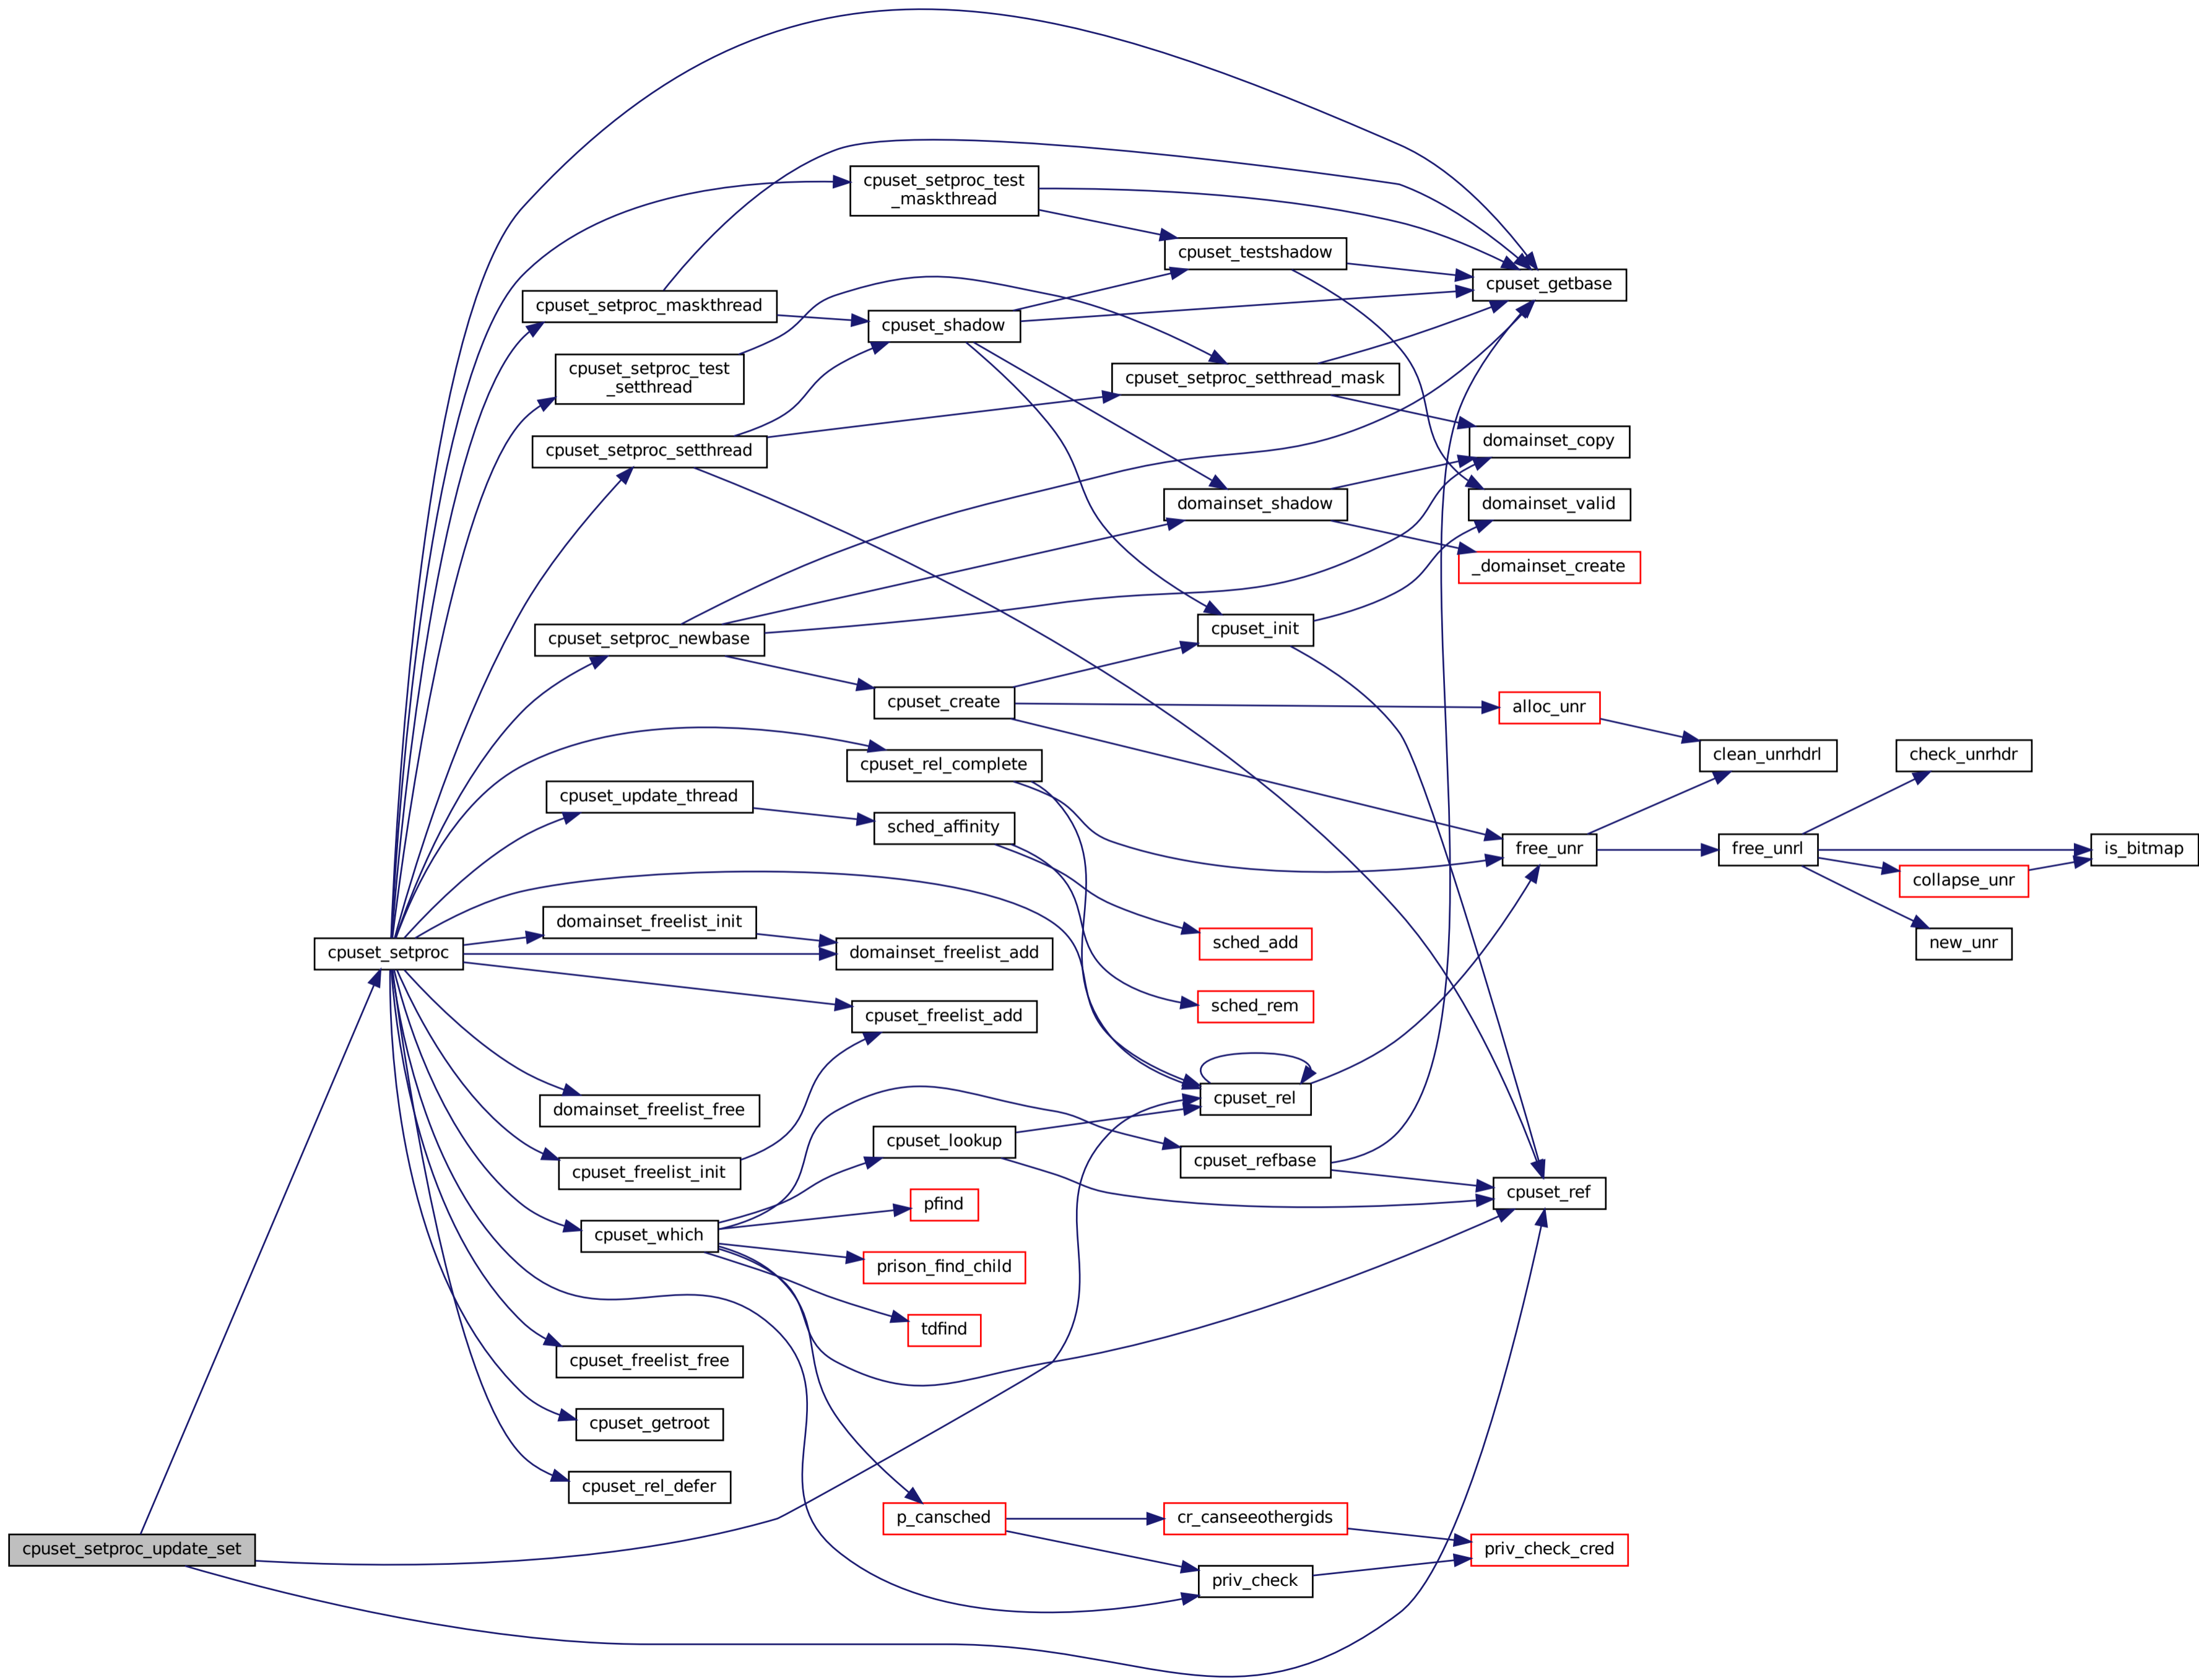 cpuset_setproc_test
_maskthread
cpuset_testshadow
cpuset_getbase
cpuset_setproc_maskthread
cpuset_shadow
cpuset_setproc_test
_setthread
cpuset_setproc_setthread_mask
cpuset_setproc_setthread
domainset_copy
domainset_shadow
domainset_valid
_domainset_create
cpuset_setproc_newbase
cpuset_init
cpuset_create
alloc_unr
cpuset_rel_complete
clean_unrhdrl
check_unrhdr
cpuset_update_thread
sched_affinity
free_unr
free_unrl
is_bitmap
collapse_unr
domainset_freelist_init
sched_add
new_unr
cpuset_setproc
domainset_freelist_add
cpuset_freelist_add
sched_rem
domainset_freelist_free
cpuset_rel
cpuset_lookup
cpuset_refbase
cpuset_freelist_init
pfind
cpuset_ref
cpuset_which
prison_find_child
tdfind
cpuset_freelist_free
cpuset_getroot
cpuset_rel_defer
p_cansched
cr_canseeothergids
cpuset_setproc_update_set
priv_check_cred
priv_check